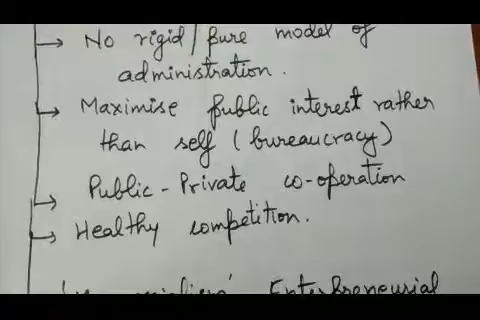 → No rigid/pure model of
administration.
→ Maximise public interest rather
than self (bureaucracy)
→ Public-Private co-operation
→ Healthy competition.
Entrepreneurial